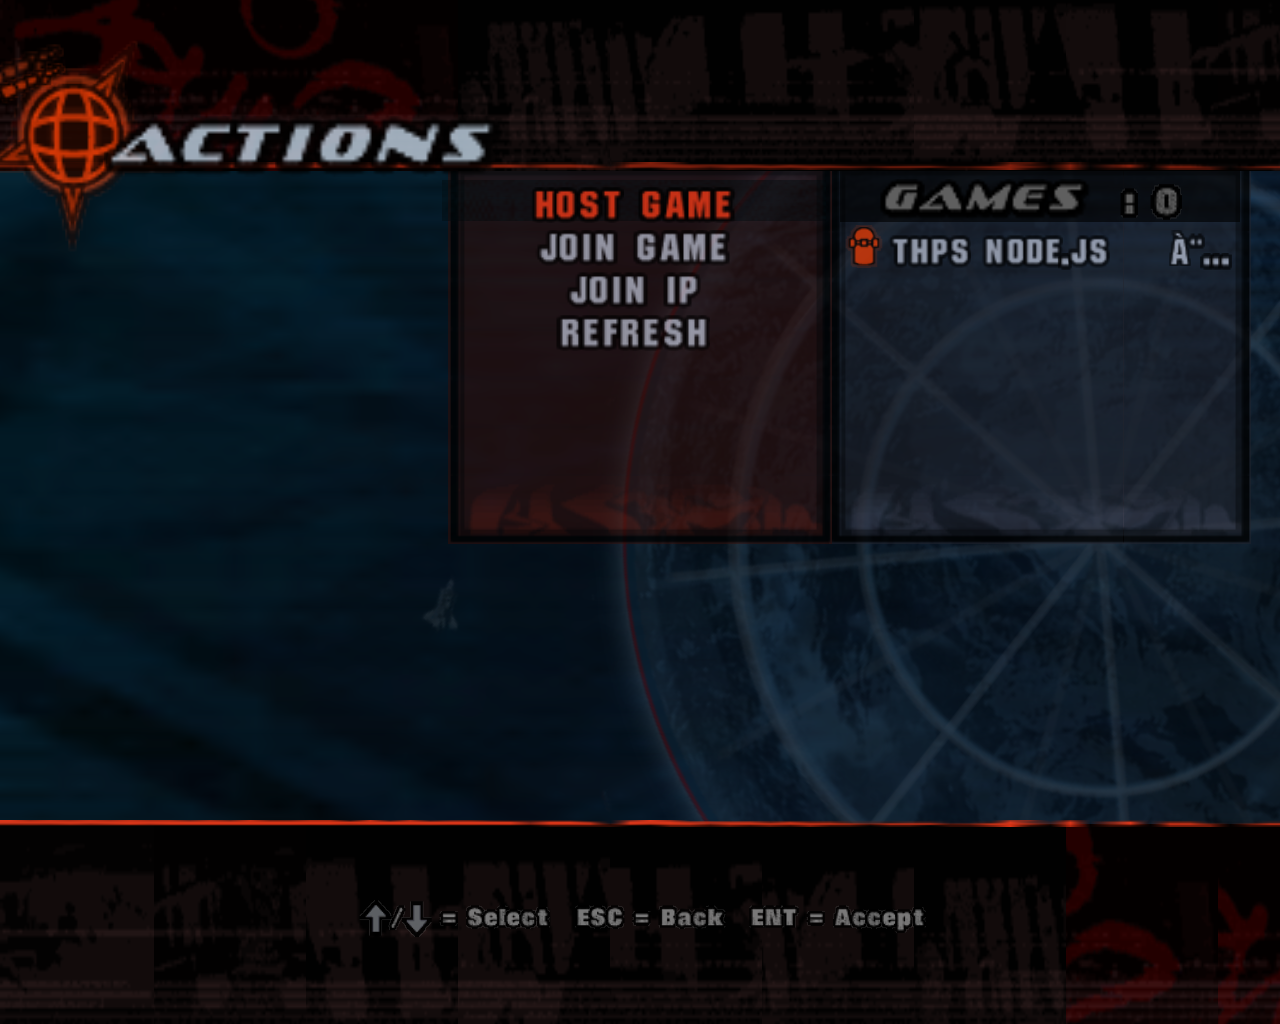 ACTIONS
HOST GAME
JOIN GAME
JOIN IP
REFRESH
GAMES : 0
THPS NODE.JS À¨...
↑/↓ = Select ESC = Back ENT = Accept